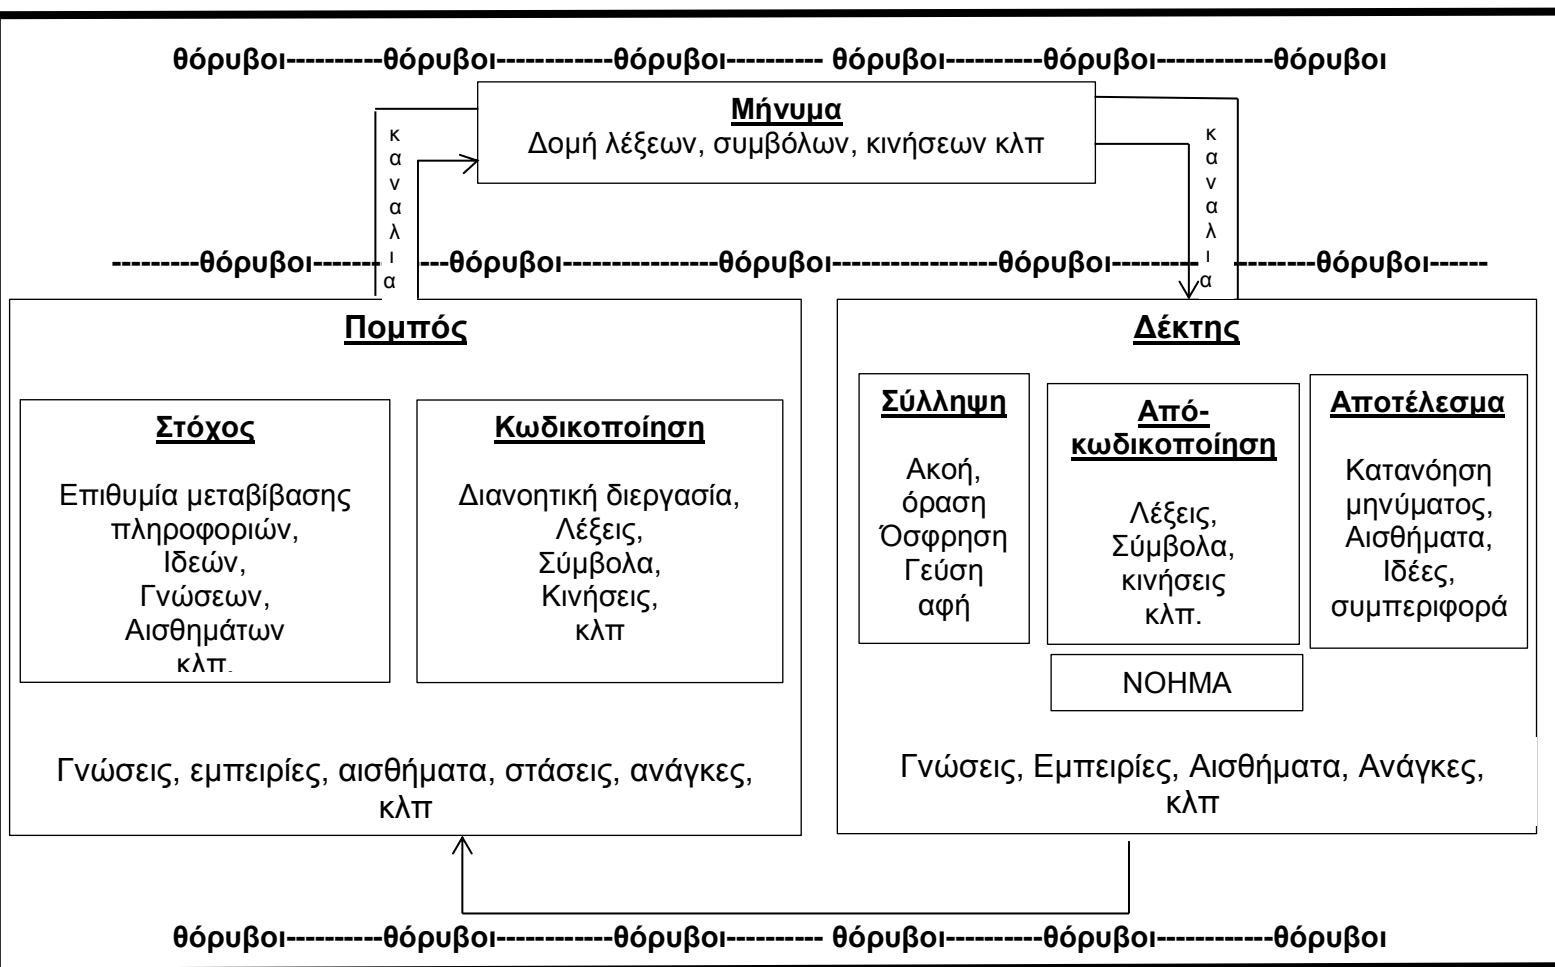 θόρυβοι----------θόρυβοι------------θόρυβοι---------- θόρυβοι----------θόρυβοι------------θόρυβοι
Μήνυμα
Δομή λέξεων, συμβόλων, κινήσεων κλπ
καναλια
καναλια
---------θόρυβοι-------
----θόρυβοι----------------θόρυβοι-----------------θόρυβοι---------
---------θόρυβοι------
Πομπός
Στόχος
Επιθυμία μεταβίβασης
πληροφοριών,
Ιδεών,
Γνώσεων,
Αισθημάτων
κλπ.
Κωδικοποίηση
Διανοητική διεργασία,
Λέξεις,
Σύμβολα,
Κινήσεις,
κλπ
Γνώσεις, εμπειρίες, αισθήματα, στάσεις, ανάγκες,
κλπ
Δέκτης
Σύλληψη
Ακοή,
όραση
Όσφρηση
Γεύση
αφή
Από-
κωδικοποίηση
Λέξεις,
Σύμβολα,
κινήσεις
κλπ.
ΝΟΗΜΑ
Αποτέλεσμα
Κατανόηση
μηνύματος,
Αισθήματα,
Ιδέες,
συμπεριφορά
Γνώσεις, Εμπειρίες, Αισθήματα, Ανάγκες,
κλπ
θόρυβοι----------θόρυβοι------------θόρυβοι---------- θόρυβοι----------θόρυβοι------------θόρυβοι